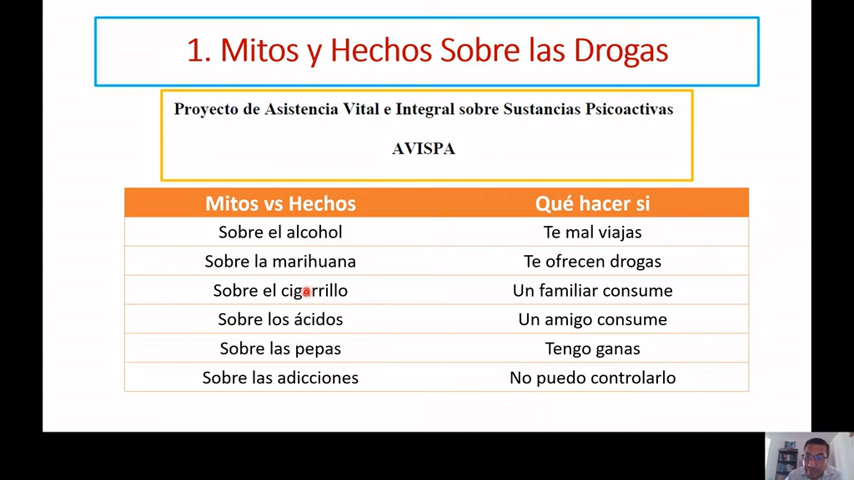 1. Mitos y Hechos Sobre las Drogas
Proyecto de Asistencia Vital e Integral sobre Sustancias Psicoactivas
AVISPA
Mitos vs Hechos Qué hacer si
Sobre el alcohol Te mal viajas
Sobre la marihuana Te ofrecen drogas
Sobre el cigarrillo Un familiar consume
Sobre los ácidos Un amigo consume
Sobre las pepas Tengo ganas
Sobre las adicciones No puedo controlarlo